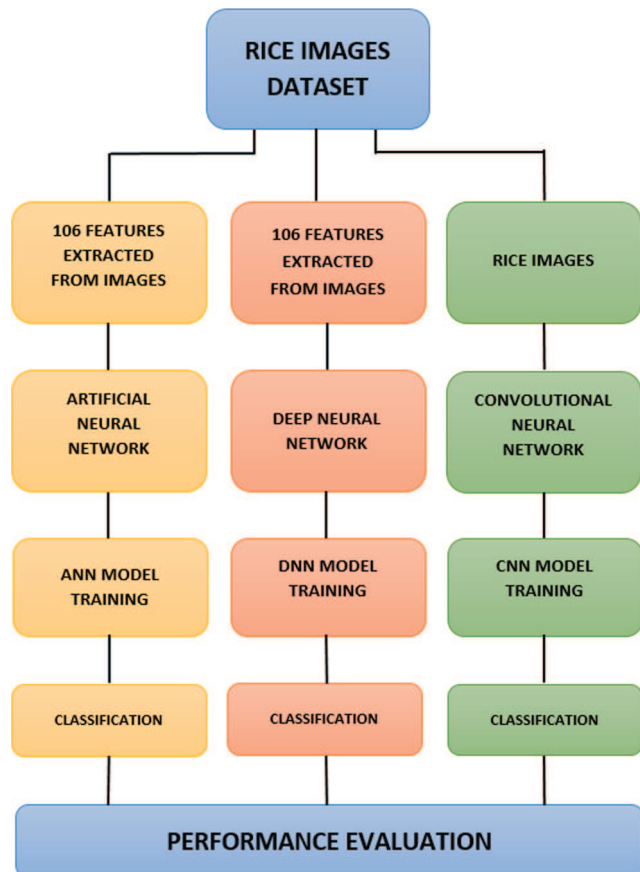 RICE IMAGES
DATASET
106 FEATURES
EXTRACTED
FROM IMAGES
106 FEATURES
EXTRACTED
FROM IMAGES
RICE IMAGES
ARTIFICIAL
NEURAL
NETWORK
DEEP NEURAL
NETWORK
CONVOLUTIONAL
NEURAL
NETWORK
ANN MODEL
TRAINING
DNN MODEL
TRAINING
CNN MODEL
TRAINING
CLASSIFICATION
CLASSIFICATION
CLASSIFICATION
PERFORMANCE EVALUATION